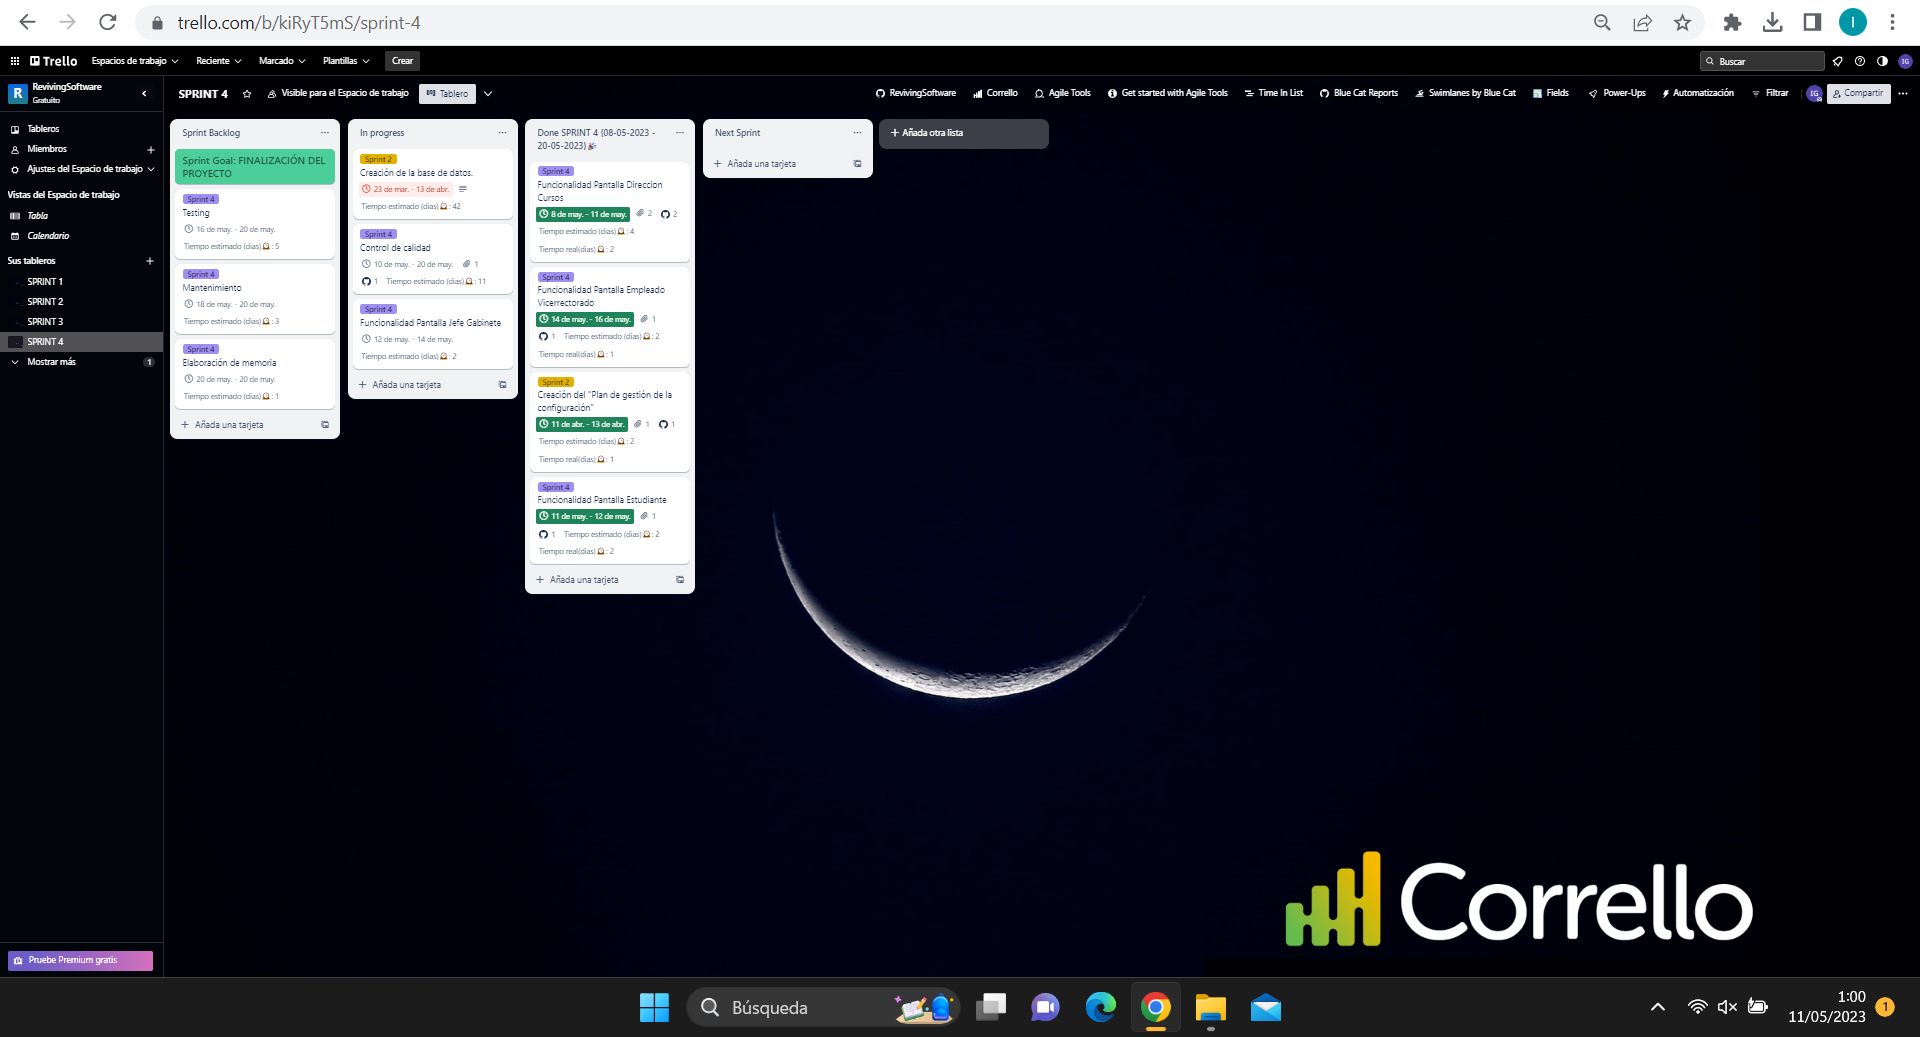 trello.com/b/kiRyT5mS/sprint-4
I
Trello
Espacios de trabajo
Reciente
Marcado
Plantillas
Crear
Buscar
IG
R
RevivingSoftware
Gratuito
SPRINT 4
Visible para el Espacio de trabajo
Tablero
RevivingSoftware
Corrello
Agile Tools
Get started with Agile Tools
Time In List
Blue Cat Reports
Swimlanes by Blue Cat
Fields
Power-Ups
Automatización
Filtrar
IG
Compartir
Tableros
Miembros
Ajustes del Espacio de trabajo
Vistas del Espacio de trabajo
Tabla
Calendario
Sus tableros
SPRINT 1
SPRINT 2
SPRINT 3
SPRINT 4
Mostrar más
1
Pruebe Premium gratis
Sprint Backlog
Sprint Goal: FINALIZACIÓN DEL
PROYECTO
Sprint 4
Testing
16 de may. - 20 de may.
Tiempo estimado (días) : 5
Sprint 4
Mantenimiento
18 de may. - 20 de may.
Tiempo estimado (días) : 3
Sprint 4
Elaboración de memoria
20 de may. - 20 de may.
Tiempo estimado (días) : 1
Añada una tarjeta
In progress
Sprint 2
Creación de la base de datos.
23 de mar. - 13 de abr.
Tiempo estimado (días) : 42
Sprint 4
Control de calidad
10 de may. - 20 de may. 1
1 Tiempo estimado (días) : 11
Sprint 4
Funcionalidad Pantalla Jefe Gabinete
12 de may. - 14 de may.
Tiempo estimado (días) : 2
Añada una tarjeta
Done SPRINT 4 (08-05-2023 -
20-05-2023)🎉
Sprint 4
Funcionalidad Pantalla Direccion
Cursos
8 de may. - 11 de may. 2 2
Tiempo estimado (días) : 4
Tiempo real(días) : 2
Sprint 4
Funcionalidad Pantalla Empleado
Vicerrectorado
14 de may. - 16 de may. 1
1 Tiempo estimado (días) : 2
Tiempo real(días) : 1
Sprint 2
Creación del "Plan de gestión de la
configuración"
11 de abr. - 13 de abr. 1 1
Tiempo estimado (días) : 2
Tiempo real(días) : 1
Sprint 4
Funcionalidad Pantalla Estudiante
11 de may. - 12 de may. 1
1 Tiempo estimado (días) : 2
Tiempo real(días) : 2
Añada una tarjeta
Next Sprint
Añada una tarjeta
Añada otra lista
Corrello
Búsqueda
1:00
11/05/2023
1